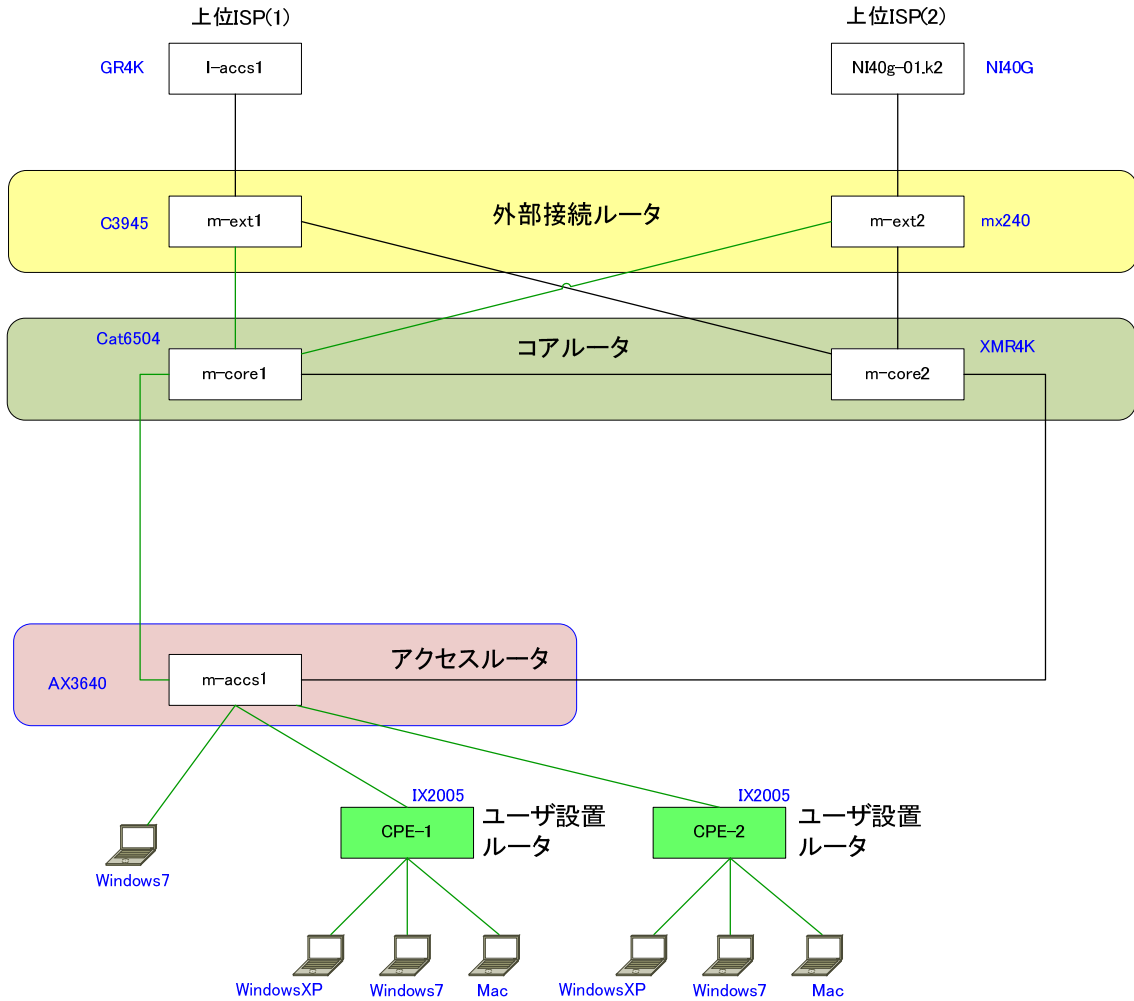 上位ISP(1)
上位ISP(2)
GR4K
l-accs1
NI40g-01.k2
NI40G
C3945
m-ext1
外部接続ルータ
m-ext2
mx240
Cat6504
m-core1
コアルータ
m-core2
XMR4K
AX3640
m-accs1
アクセスルータ
IX2005
CPE-1
ユーザ設置
ルータ
IX2005
CPE-2
ユーザ設置
ルータ
Windows7
WindowsXP
Windows7
Mac
WindowsXP
Windows7
Mac